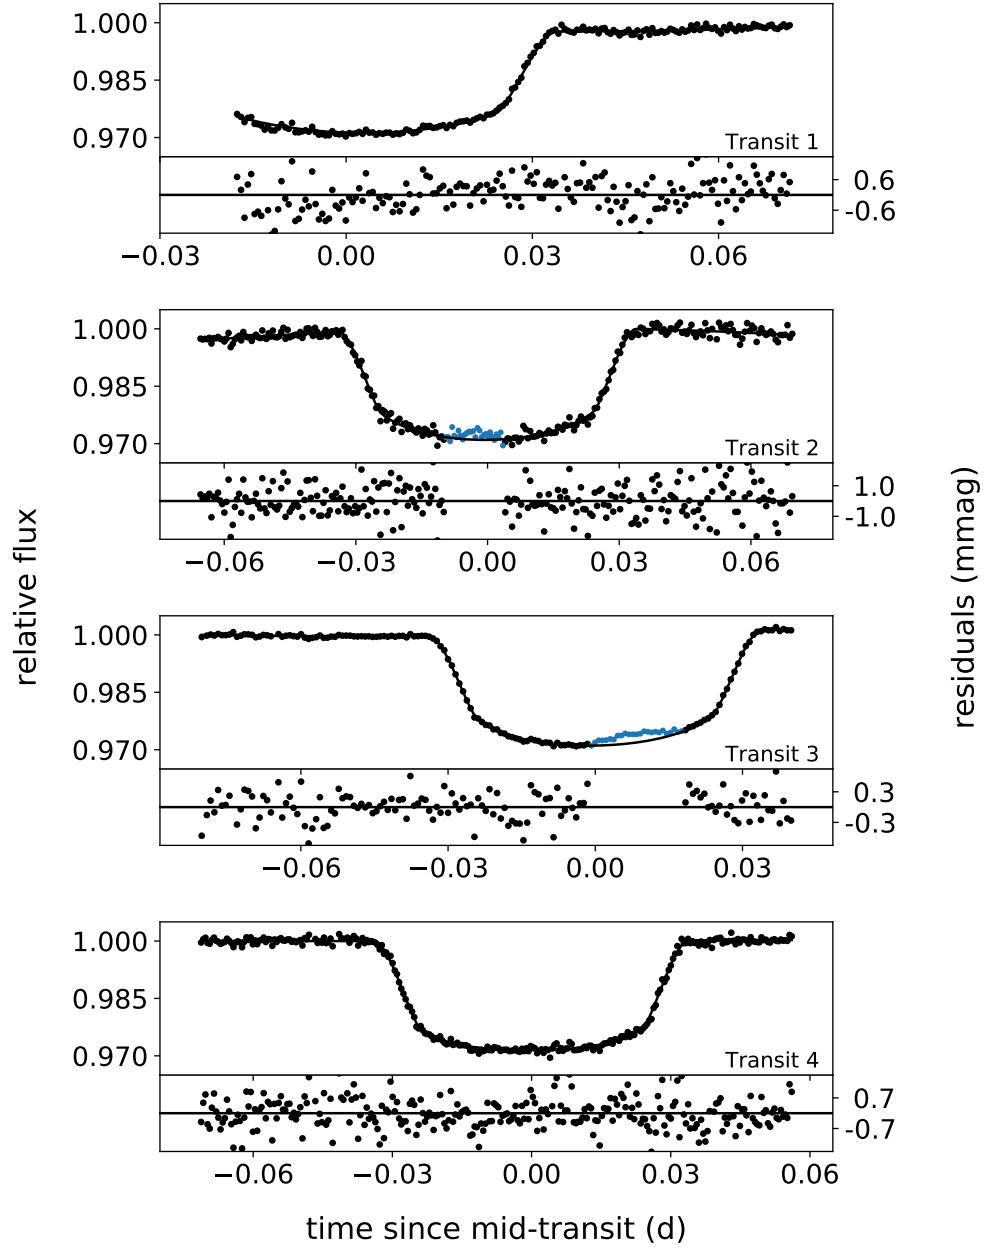 1.000
0.985
0.970
Transit 1
0.6
-0.6
−0.03 0.00 0.03 0.06
1.000
0.985
0.970
Transit 2
1.0
-1.0
−0.06 −0.03 0.00 0.03 0.06
relative flux
residuals (mmag)
1.000
0.985
0.970
Transit 3
0.3
-0.3
−0.06 −0.03 0.00 0.03
1.000
0.985
0.970
Transit 4
0.7
-0.7
−0.06 −0.03 0.00 0.03 0.06
time since mid-transit (d)